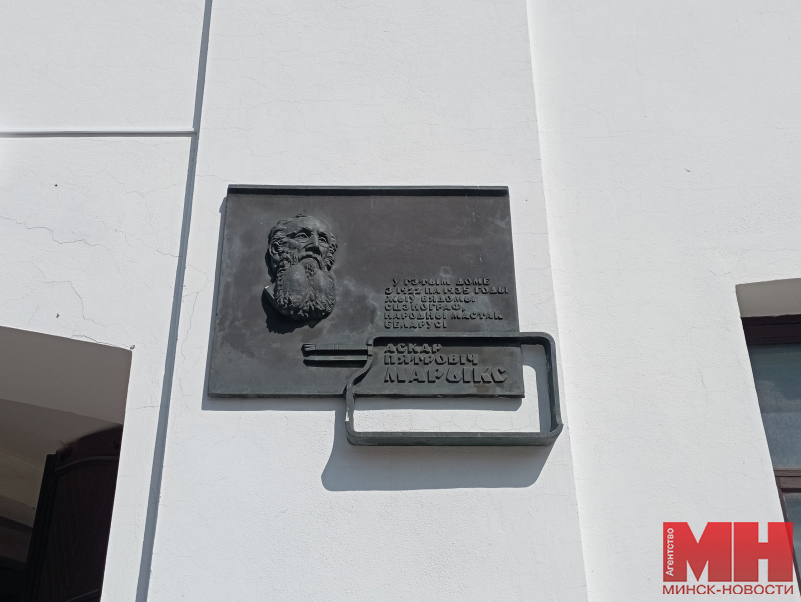 У ГЭТЫМ ДОМЕ
З 1922 ПА 1935 ГОДЫ
ЖЫЎ ВЯДОМЫ
СЦЭНОГРАФ,
НАРОДНЫ МАСТАК
БЕЛАРУСІ
АСКАР
ПЯТРОВІЧ
МАРЫКС
Агентство
МН
МИНСК-НОВОСТИ